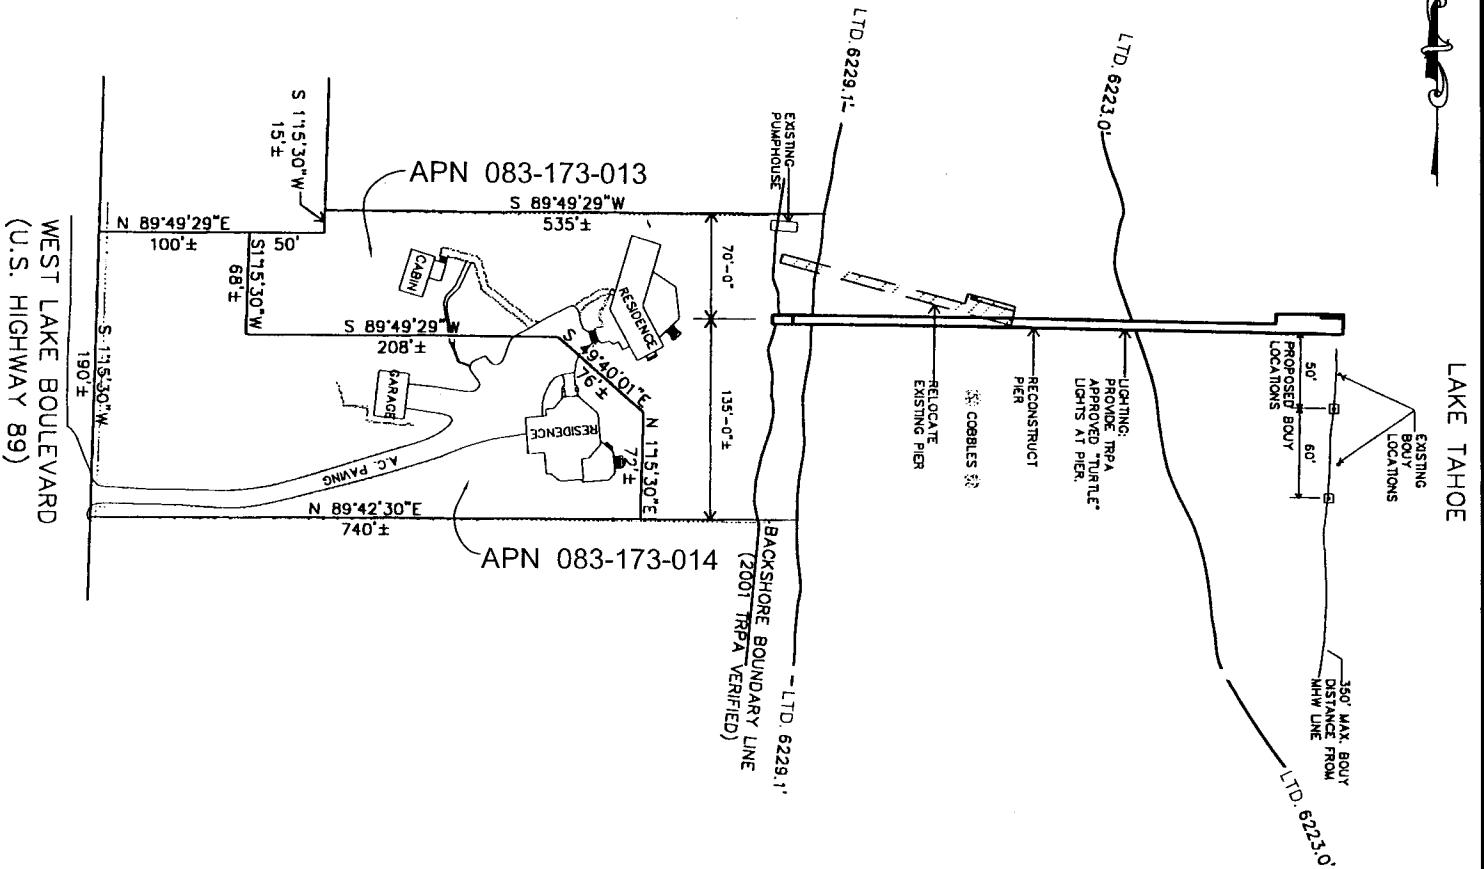 LAKE TAHOE
LTD. 6229.1'
LTD. 6223.0'
EXISTING
PUMPHOUSE
EXISTING
BOUY
LOCATIONS
50'
60'
PROPOSED BOUY
LOCATIONS
LIGHTING:
PROVIDE TRPA
APPROVED "TURTLE"
LIGHTS AT PIER.
RECONSTRUCT
PIER
COBBLES
RELOCATE
EXISTING PIER
350' MAX. BOUY
DISTANCE FROM
MHW LINE
LTD. 6223.0'
LTD. 6229.1'
BACKSHORE BOUNDARY LINE
(2001 TRPA VERIFIED)
S 1°15'30"W
15'±
APN 083-173-013
S 89°49'29"W
535'±
70'-0"
135'-0"±
N 89°49'29"E
100'±
50'
S1°15'30"W
68'±
CABIN
RESIDENCE
S 89°49'29"W
208'±
S 49°40'01"E
76'±
GARAGE
RESIDENCE
N 1°15'30"E
72'±
A.C. PAVING
N 89°42'30"E
740'±
APN 083-173-014
S 1°15'30"W
190'±
WEST LAKE BOULEVARD
(U.S. HIGHWAY 89)